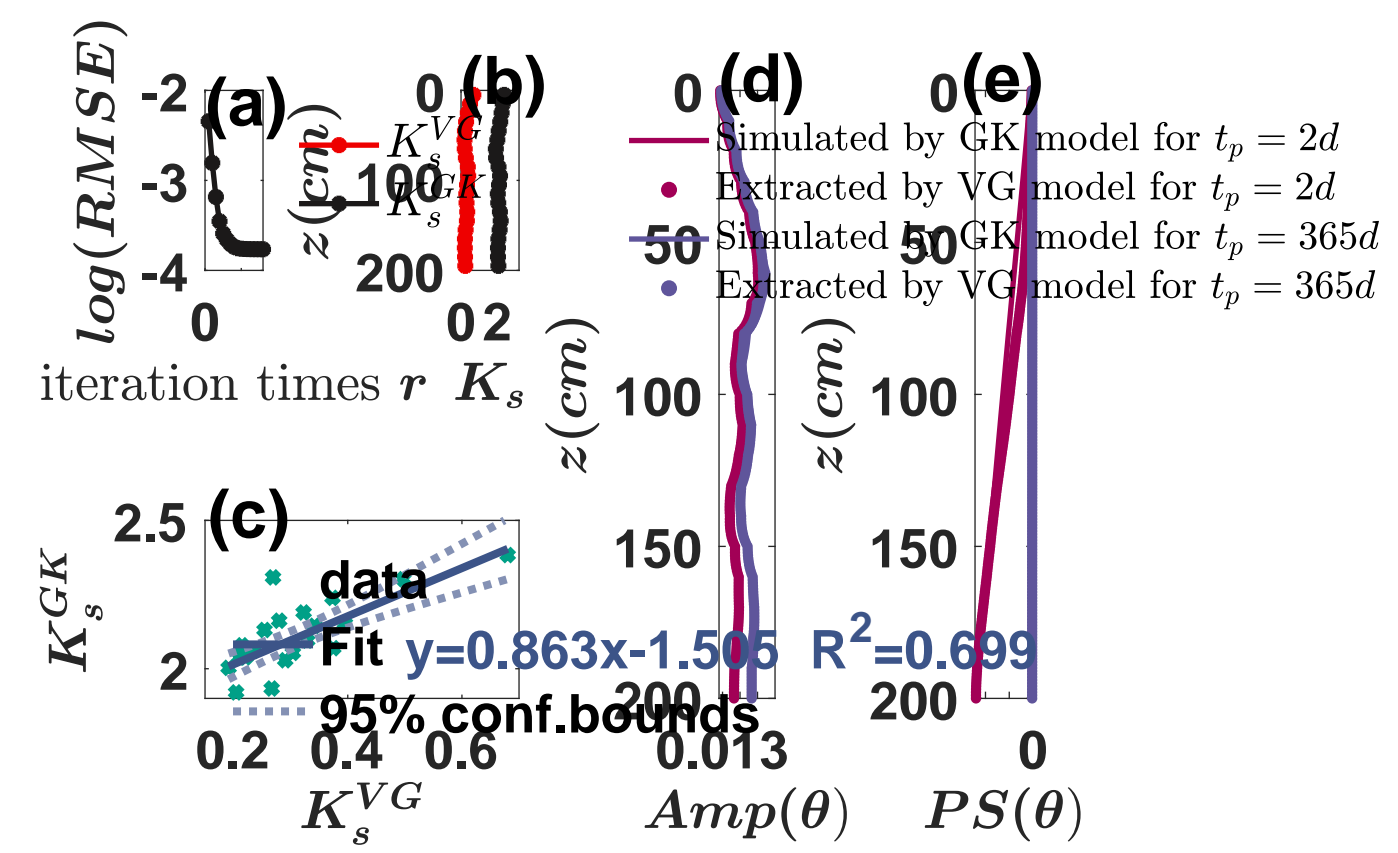 (a)
log(RMSE)
-2
-3
-4
0
iteration times r
(b)
z(cm)
0
100
200
0 2
K_s
K_s^{VG}
K_s^{GK}
(c)
K_s^{GK}
2.5
2
0.2 0.4 0.6
K_s^{VG}
data
Fit y=0.863x-1.505 R^2=0.699
95% conf.bounds
(d)
z(cm)
0
50
100
150
200
0.013
Amp(θ)
(e)
z(cm)
0
50
100
150
200
0
PS(θ)
Simulated by GK model for t_p = 2d
Extracted by VG model for t_p = 2d
Simulated by GK model for t_p = 365d
Extracted by VG model for t_p = 365d